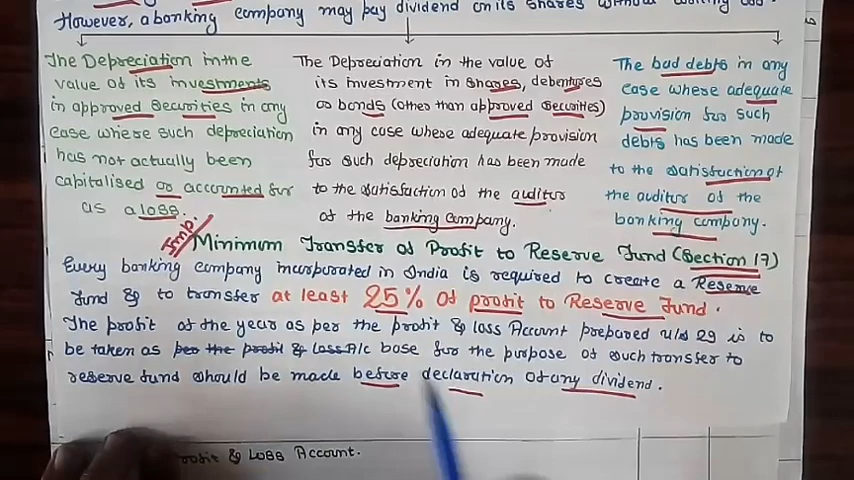 However, a banking company may pay dividend on its shares without
The Depreciation in the
value of its investments
in approved securities in any
case where such depreciation
has not actually been
capitalised or accounted for
as a loss.
The Depreciation in the value of
its investment in shares, debentures
or bonds (other than approved securities)
in any case where adequate provision
for such depreciation has been made
to the satisfaction of the auditor
of the banking company.
The bad debts in any
case where adequate
provision for such
debts has been made
to the satisfaction of
the auditor of the
banking company.
Imp.
Minimum Transfer of Profit to Reserve Fund (Section 17)
Every banking company incorporated in India is required to create a Reserve
Fund & to transfer at least 25% of profit to Reserve Fund.
The profit of the year as per the profit & loss Account prepared u/s 29 is to
be taken as per the profit & loss A/c base for the purpose of such transfer to
reserve fund should be made before declaration of any dividend.
Profit & Loss Account.